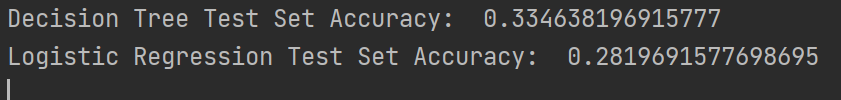 Decision Tree Test Set Accuracy:  0.334638196915777
Logistic Regression Test Set Accuracy:  0.2819691577698695